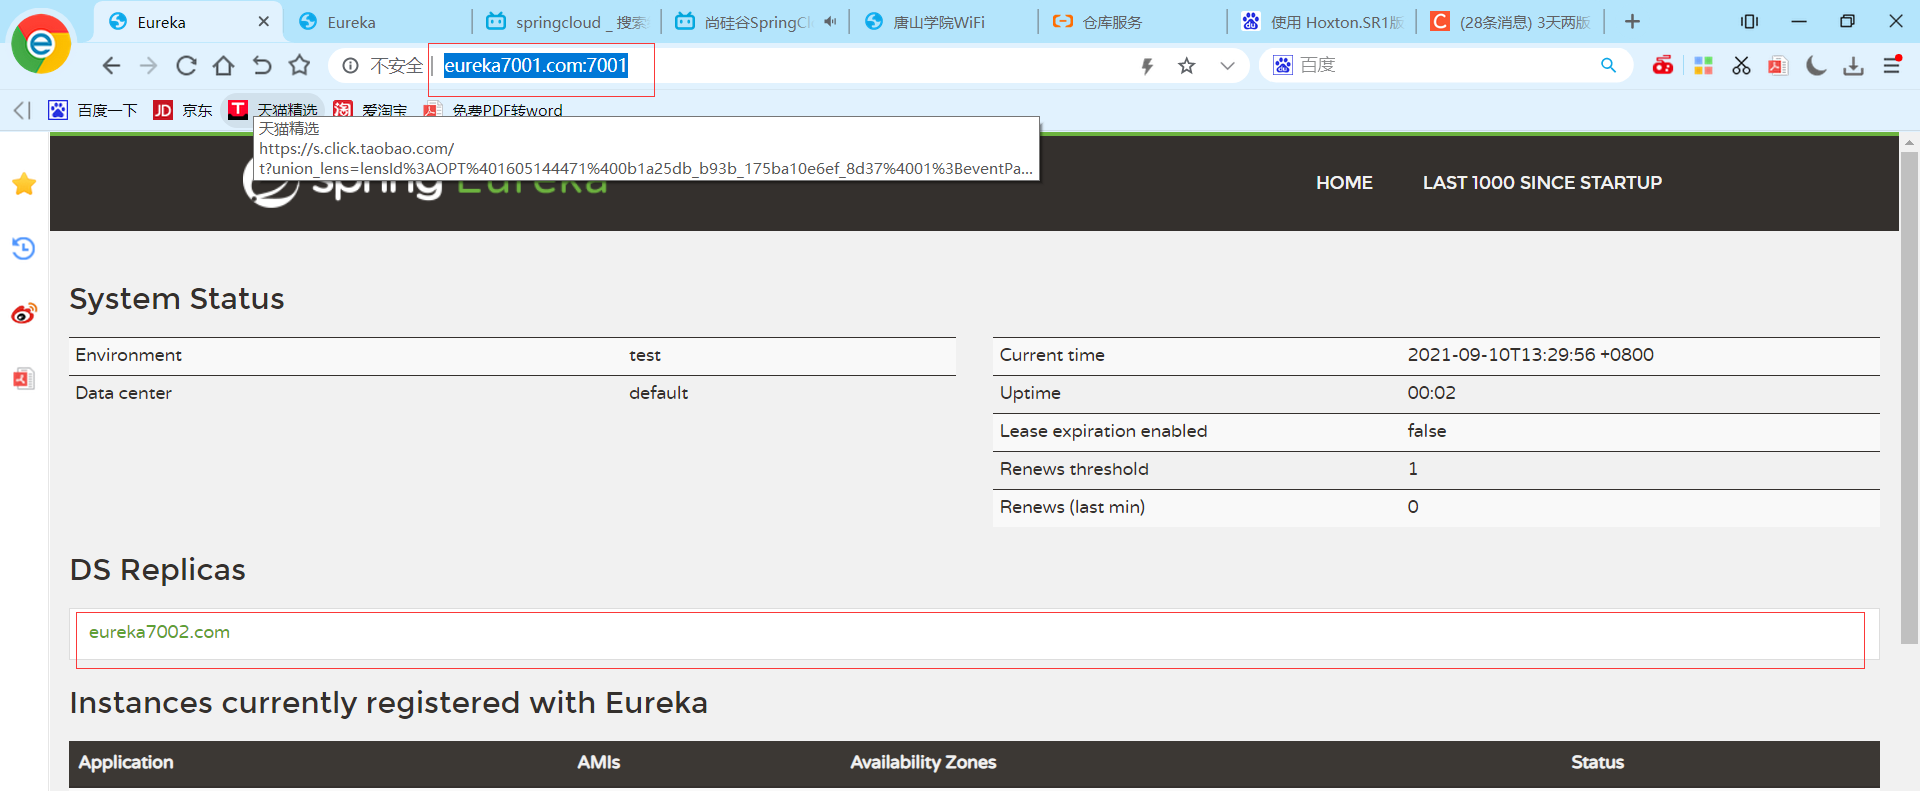 Eureka
Eureka
springcloud _ 搜索
尚硅谷SpringCl
唐山学院WiFi
仓库服务
使用 Hoxton.SR1版
(28条消息) 3天两版
不安全
eureka7001.com:7001
百度
百度一下
京东
天猫精选
爱淘宝
免费PDF转word
天猫精选
https://s.click.taobao.com/
t?union_lens=lensId%3AOPT%401605144471%400b1a25db_b93b_175ba10e6ef_8d37%4001%3BeventPa...
spring Eureka
HOME
LAST 1000 SINCE STARTUP
System Status
Environment test
Data center default
Current time 2021-09-10T13:29:56 +0800
Uptime 00:02
Lease expiration enabled false
Renews threshold 1
Renews (last min) 0
DS Replicas
eureka7002.com
Instances currently registered with Eureka
Application AMIs Availability Zones Status